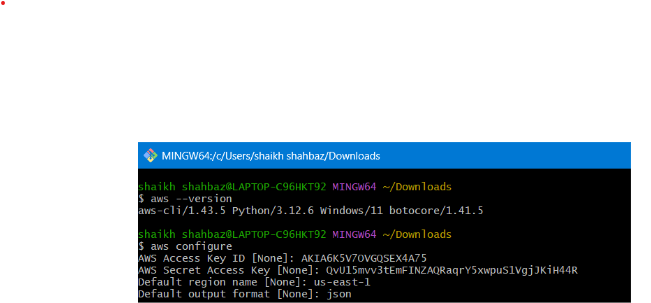 MINGW64:/c/Users/shaikh shahbaz/Downloads
shaikh shahbaz@LAPTOP-C96HKT92 MINGW64 ~/Downloads
$ aws --version
aws-cli/1.43.5 Python/3.12.6 Windows/11 botocore/1.41.5
shaikh shahbaz@LAPTOP-C96HKT92 MINGW64 ~/Downloads
$ aws configure
AWS Access Key ID [None]: AKIA6K5V7OVGQSEX4A75
AWS Secret Access Key [None]: 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
Default region name [None]: us-east-1
Default output format [None]: json